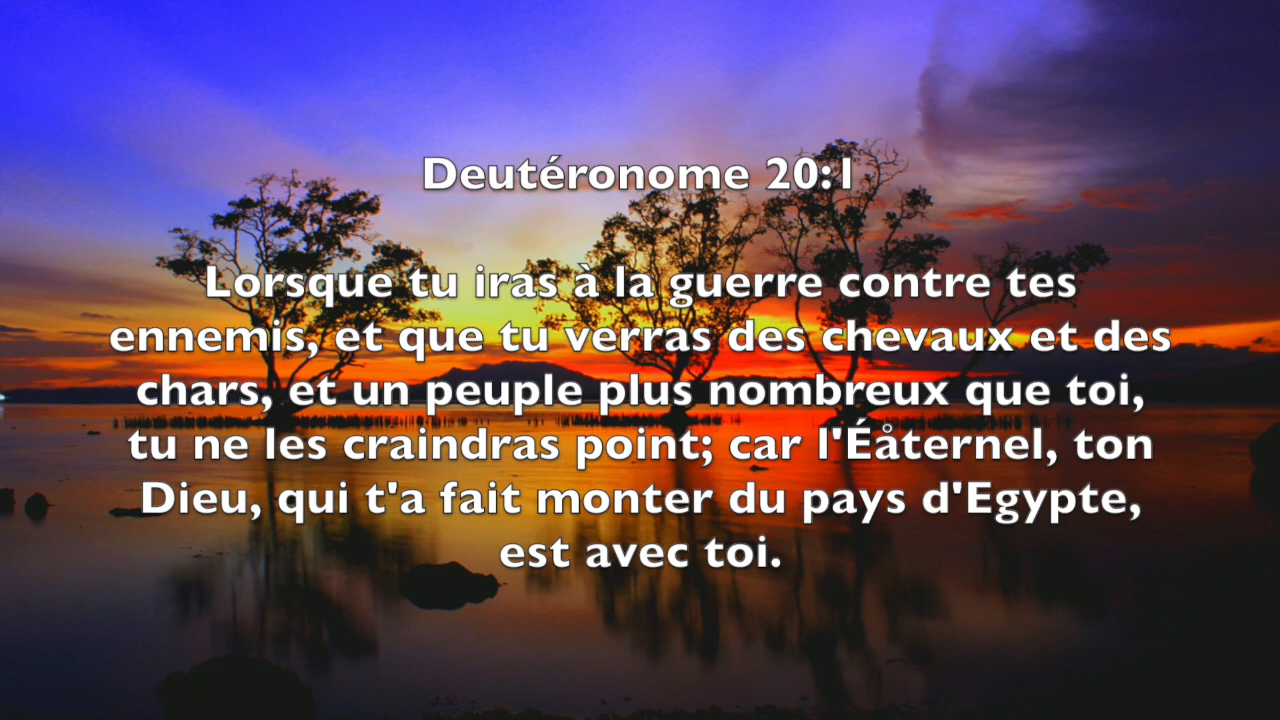 Deutéronome 20:1
Lorsque tu iras à la guerre contre tes
ennemis, et que tu verras des chevaux et des
chars, et un peuple plus nombreux que toi,
tu ne les craindras point; car l'Éåternel, ton
Dieu, qui t'a fait monter du pays d'Egypte,
est avec toi.